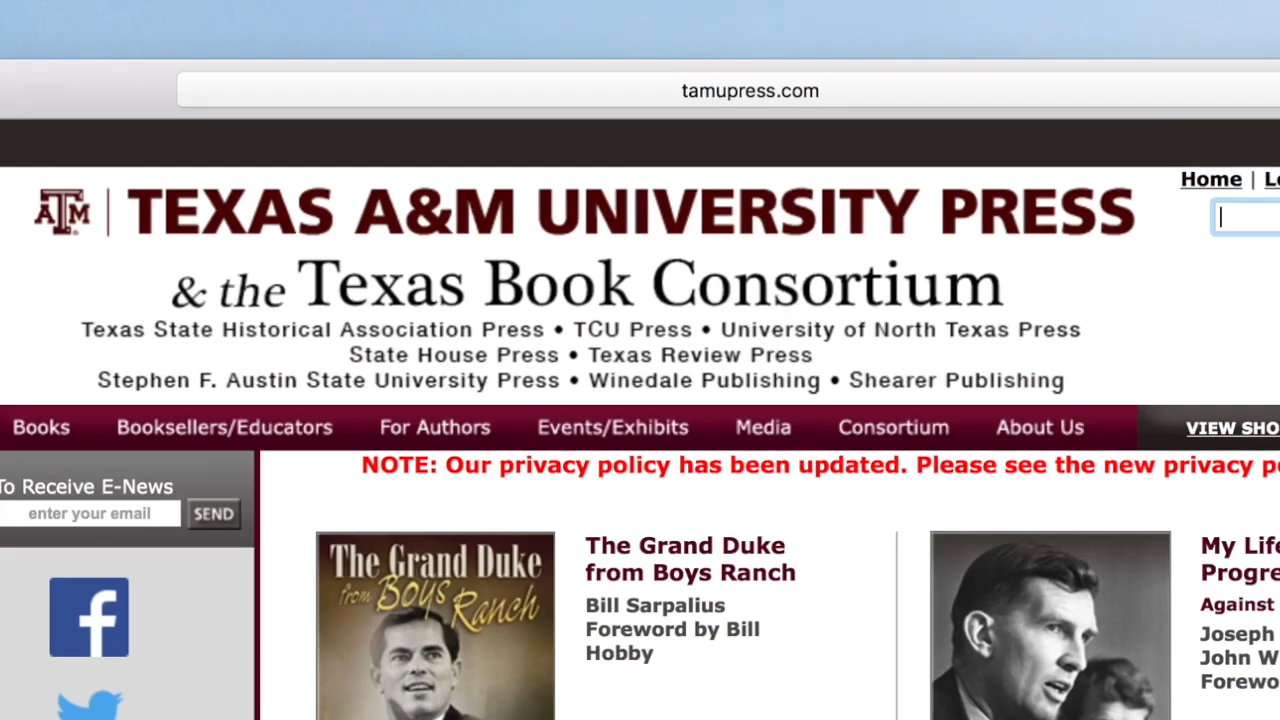 tamupress.com
Home |
TEXAS A&M UNIVERSITY PRESS
& the Texas Book Consortium
Texas State Historical Association Press • TCU Press • University of North Texas Press
State House Press • Texas Review Press
Stephen F. Austin State University Press • Winedale Publishing • Shearer Publishing
Books Booksellers/Educators For Authors Events/Exhibits Media Consortium About Us VIEW SHO
NOTE: Our privacy policy has been updated. Please see the new privacy
To Receive E-News
enter your email SEND
The Grand Duke
from Boys Ranch
The Grand Duke
from Boys Ranch
Bill Sarpalius
Foreword by Bill
Hobby
My Lif
Progre
Against
Joseph
John W
Forewo